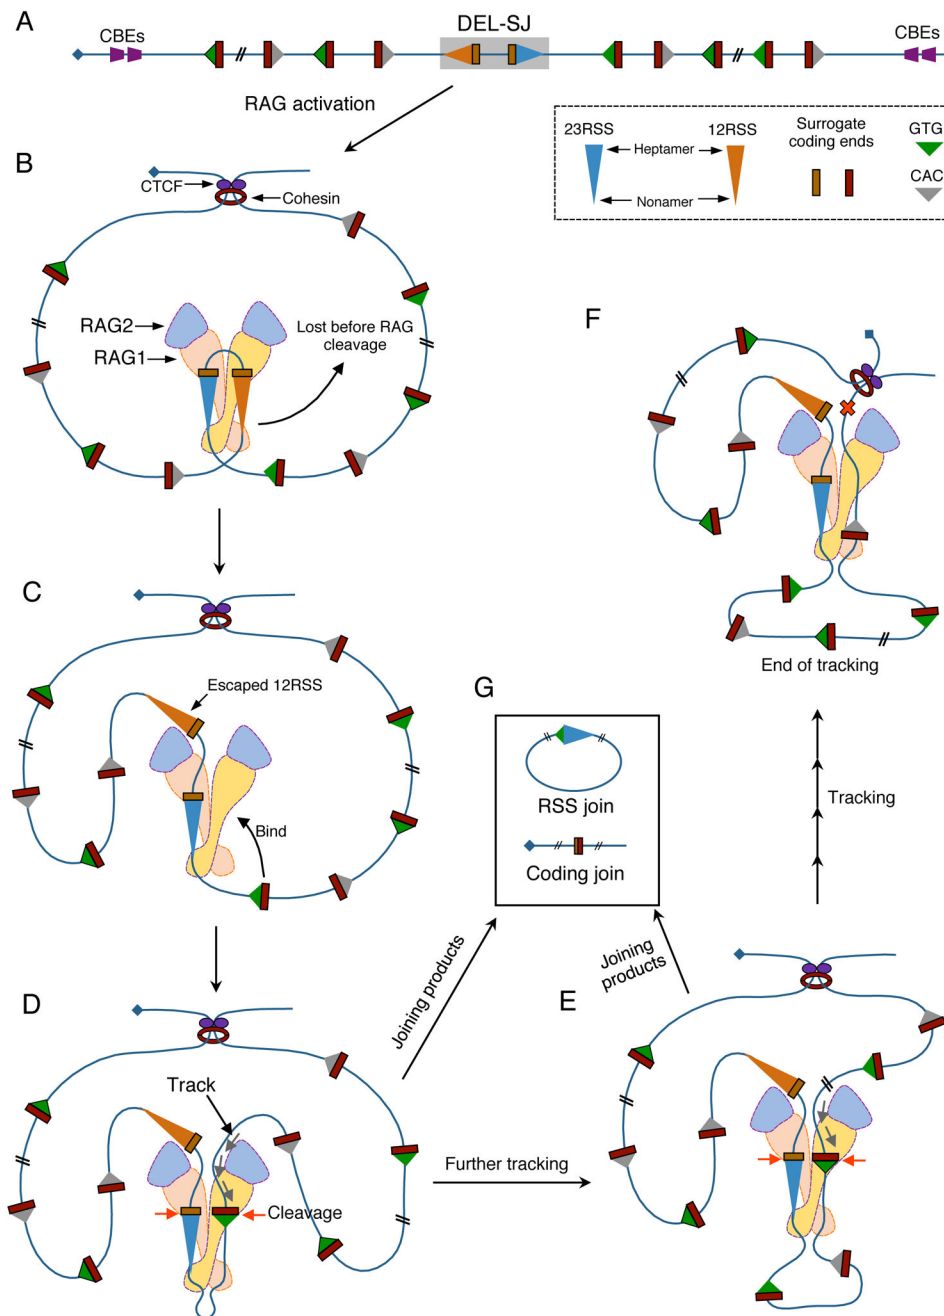 A
DEL-SJ
CBEs
CBEs
RAG activation
23RSS
12RSS
Surrogate
coding ends
GTG
Heptamer
CAC
Nonamer
B
CTCF
Cohesin
RAG2
RAG1
Lost before RAG
cleavage
F
End of tracking
C
Escaped 12RSS
Bind
G
RSS join
Coding join
Tracking
Joining products
Joining
products
D
Track
Cleavage
Further tracking
E